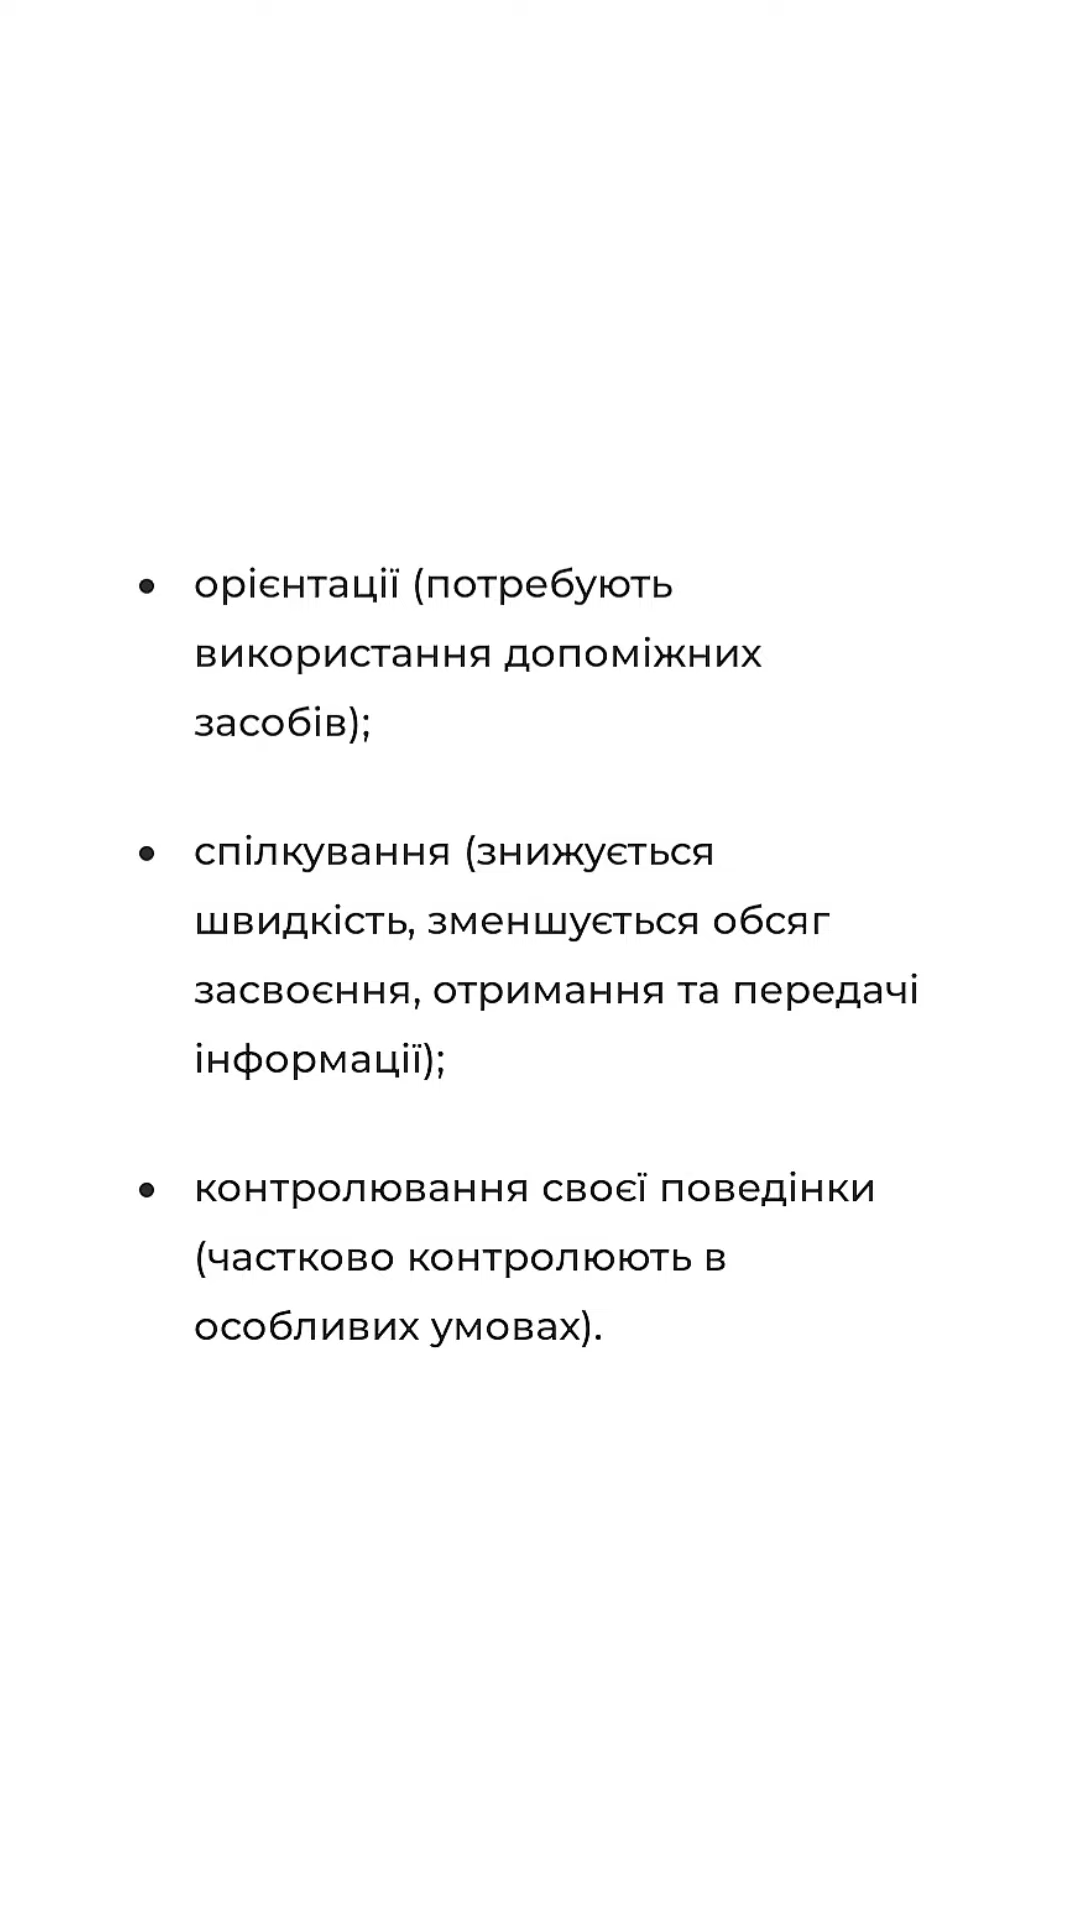 • орієнтації (потребують
використання допоміжних
засобів);
• спілкування (знижується
швидкість, зменшується обсяг
засвоєння, отримання та передачі
інформації);
• контролювання своєї поведінки
(частково контролюють в
особливих умовах).